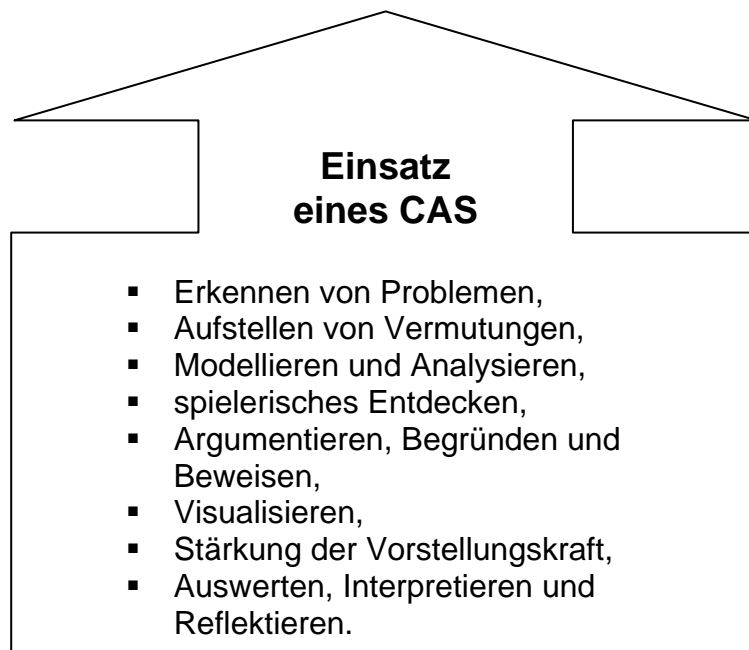 Einsatz
eines CAS
▪ Erkennen von Problemen,
▪ Aufstellen von Vermutungen,
▪ Modellieren und Analysieren,
▪ spielerisches Entdecken,
▪ Argumentieren, Begründen und
Beweisen,
▪ Visualisieren,
▪ Stärkung der Vorstellungskraft,
▪ Auswerten, Interpretieren und
Reflektieren.